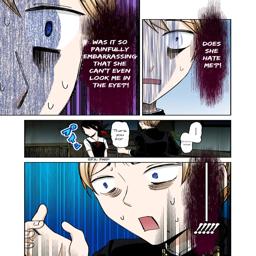 DOES
SHE
HATE
ME?!
WAS IT SO
PAINFULLY
EMBARRASSING
THAT SHE
CAN'T EVEN
LOOK ME IN
THE EYE?!
!!!!!